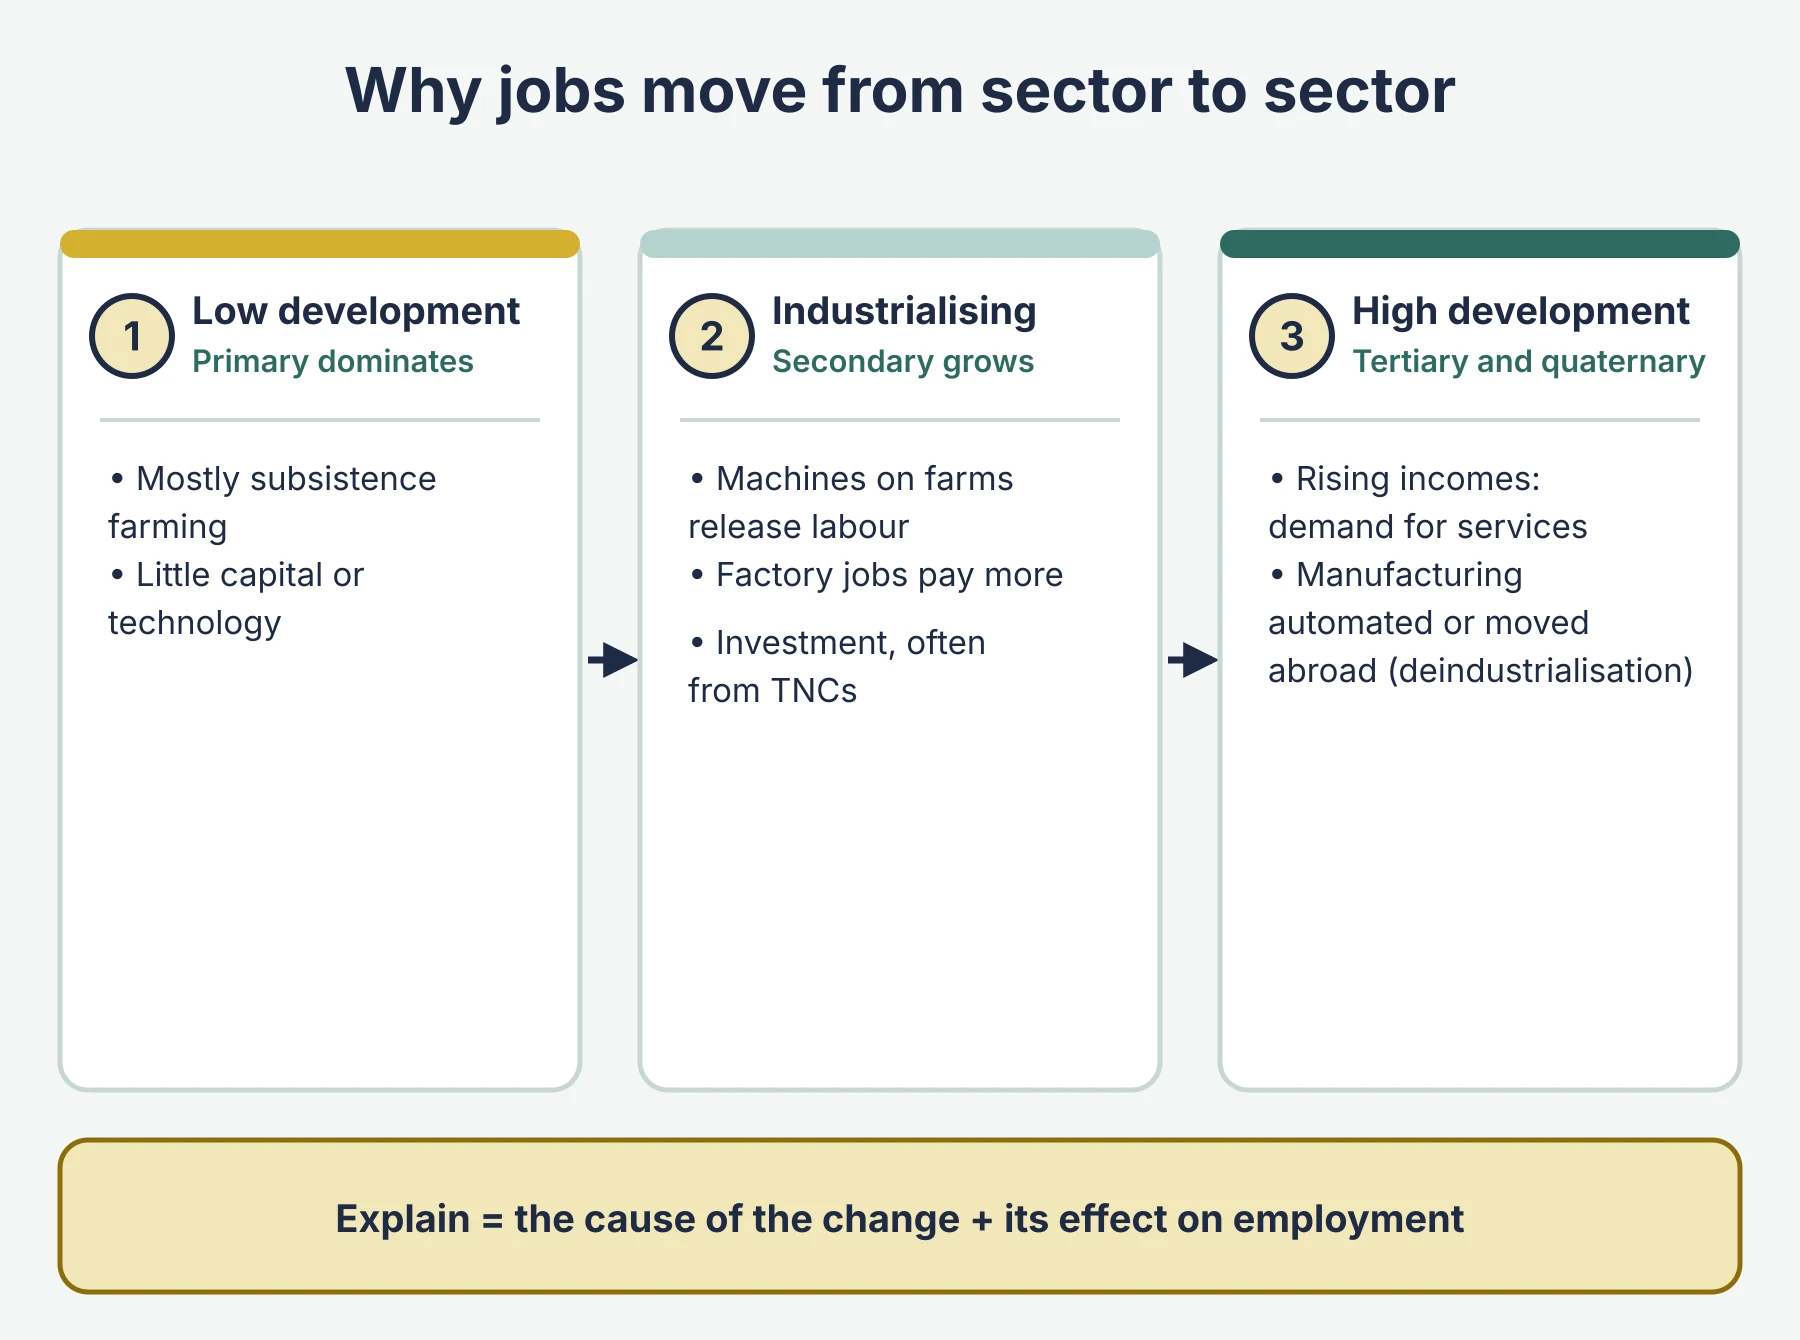 Why jobs move from sector to sector
1
Low development
Primary dominates
• Mostly subsistence
farming
• Little capital or
technology
2
Industrialising
Secondary grows
• Machines on farms
release labour
• Factory jobs pay more
• Investment, often
from TNCs
3
High development
Tertiary and quaternary
• Rising incomes:
demand for services
• Manufacturing
automated or moved
abroad (deindustrialisation)
Explain = the cause of the change + its effect on employment